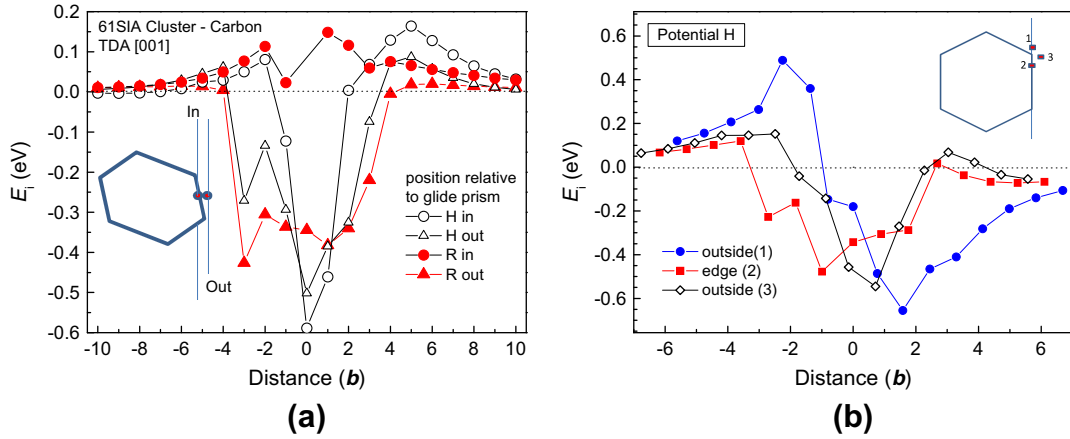 61SIA Cluster - Carbon
TDA [001]
0.1
0.0
-0.1
-0.2
-0.3
-0.4
-0.5
-0.6
Ei (eV)
In
Out
position relative
to glide prism
H in
H out
R in
R out
-10 -8 -6 -4 -2 0 2 4 6 8 10
Distance (b)
(a)
Potential H
1
2
3
0.6
0.4
0.2
0.0
-0.2
-0.4
-0.6
Ei (eV)
outside(1)
edge (2)
outside (3)
-6 -4 -2 0 2 4 6
Distance (b)
(b)